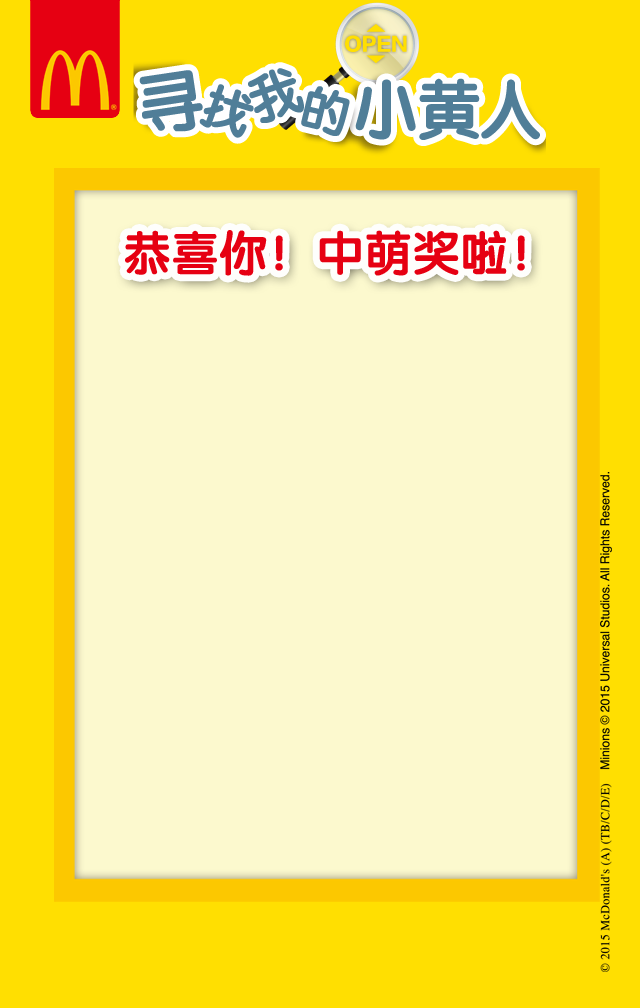 OPEN
寻找我的小黄人
恭喜你！中萌奖啦！
© 2015 McDonald's (A) (TB/C/D/E) Minions © 2015 Universal Studios. All Rights Reserved.